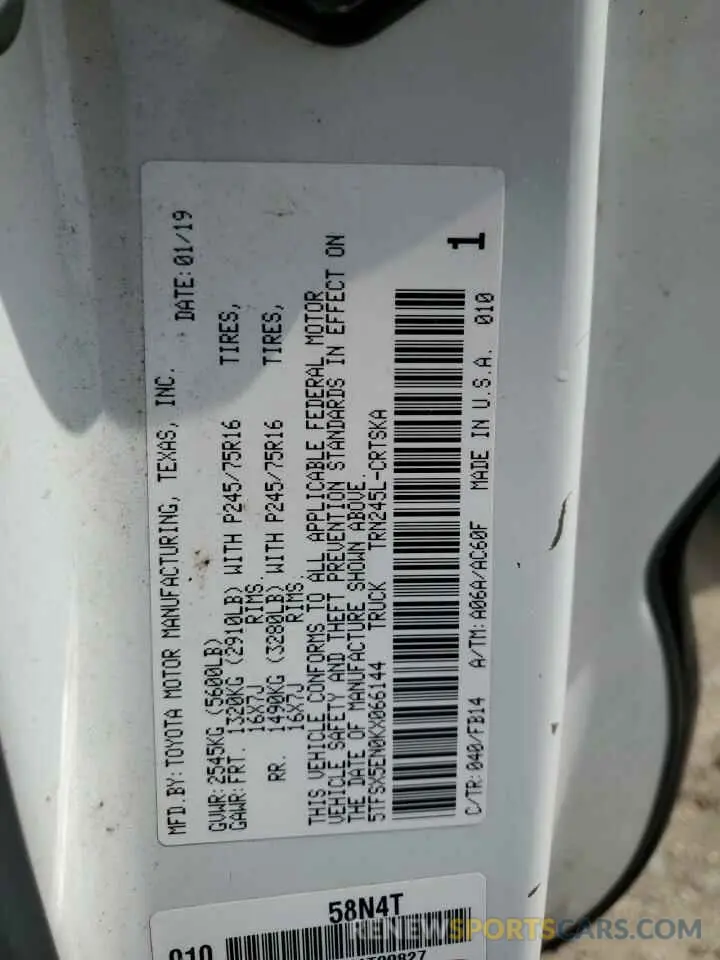 MFD.BY:TOYOTA MOTOR MANUFACTURING, TEXAS, INC. DATE:01/19
GVWR:2545KG (5600LB)
GAWR:FRT. 1320KG (2910LB) WITH P245/75R16 TIRES,
16X7J RIMS.
RR. 1490KG (3280LB) WITH P245/75R16 TIRES,
16X7J RIMS.
THIS VEHICLE CONFORMS TO ALL APPLICABLE FEDERAL MOTOR
VEHICLE SAFETY AND THEFT PREVENTION STANDARDS IN EFFECT ON
THE DATE OF MANUFACTURE SHOWN ABOVE.
5TFSX5EN0KX066144 TRUCK TRN245L-CRTSKA
1
C/TR:040/FB14 A/TM:A06A/AC60F MADE IN U.S.A. 010
58N4T
010
RENEWSPORTSCARS.COM